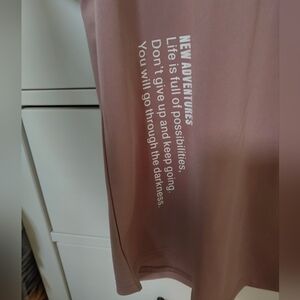 NEW ADVENTURES
Life is full of possibilities.
Don't give up and keep going.
You will go through the darkness.